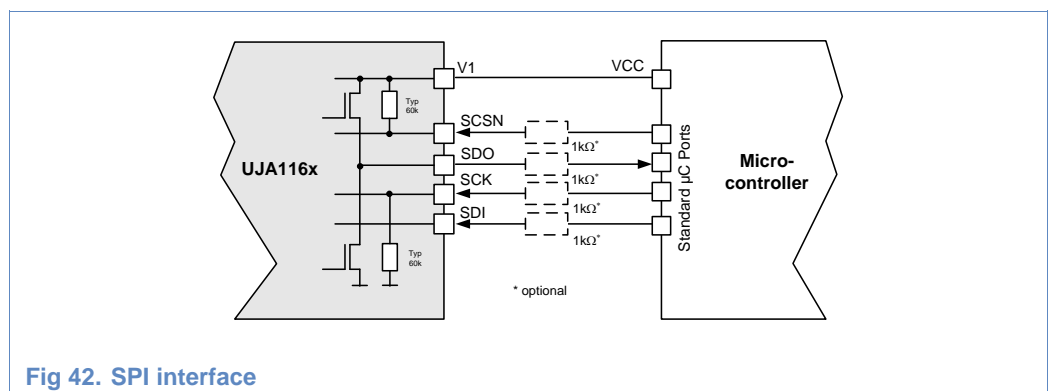 V1
VCC
Typ
60k
SCSN
1kΩ*
SDO
1kΩ*
UJA116x
SCK
1kΩ*
SDI
1kΩ*
Standard µC Ports
Micro-
controller
Typ
60k
* optional
Fig 42. SPI interface